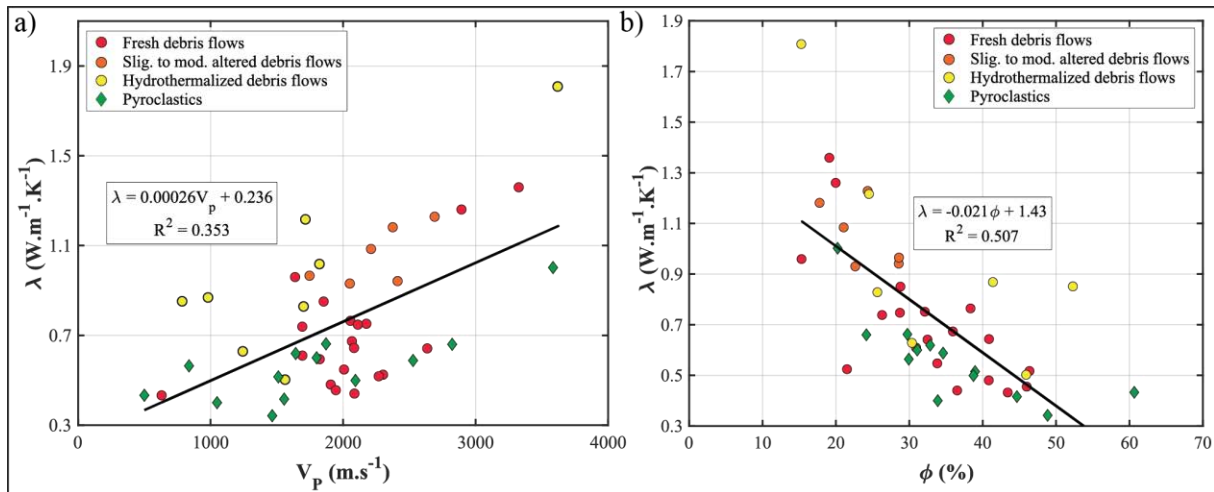 a)
Fresh debris flows
Slig. to mod. altered debris flows
Hydrothermalized debris flows
Pyroclastics
λ = 0.00026Vₚ + 0.236
R² = 0.353
1.9
1.5
1.1
0.7
0.3
λ (W.m⁻¹.K⁻¹)
0
1000
2000
3000
4000
V_P (m.s⁻¹)
b)
Fresh debris flows
Slig. to mod. altered debris flows
Hydrothermalized debris flows
Pyroclastics
λ = -0.021ϕ + 1.43
R² = 0.507
1.9
1.7
1.5
1.3
1.1
0.9
0.7
0.5
0.3
λ (W.m⁻¹.K⁻¹)
0
10
20
30
40
50
60
70
ϕ (%)